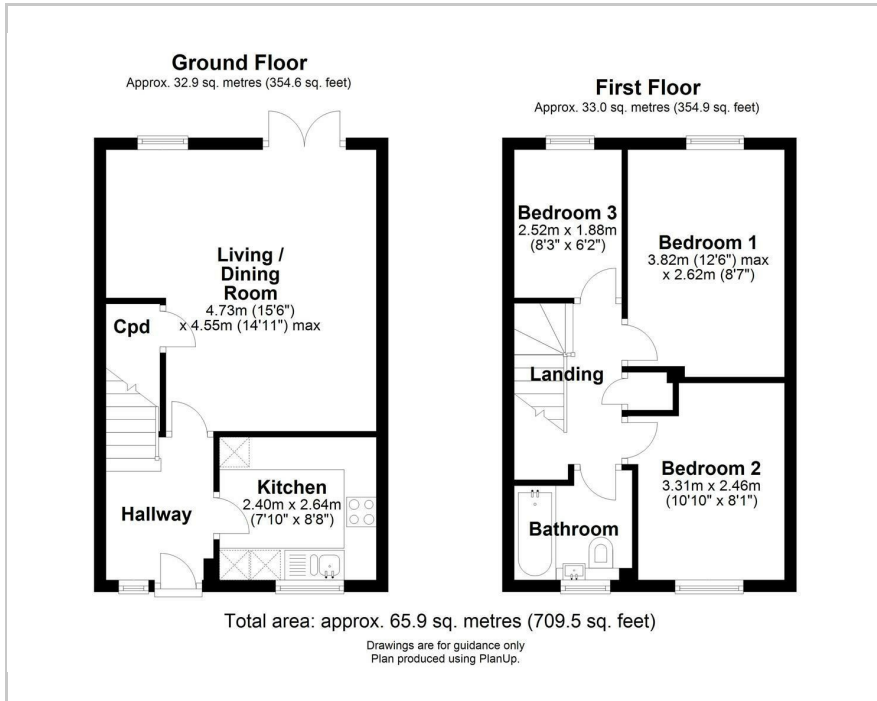 Ground Floor
Approx. 32.9 sq. metres (354.6 sq. feet)
Living /
Dining
Room
4.73m (15'6")
x 4.55m (14'11") max
Cpd
Kitchen
2.40m x 2.64m
(7'10" x 8'8")
Hallway
First Floor
Approx. 33.0 sq. metres (354.9 sq. feet)
Bedroom 3
2.52m x 1.88m
(8'3" x 6'2")
Bedroom 1
3.82m (12'6") max
x 2.62m (8'7")
Landing
Bedroom 2
3.31m x 2.46m
(10'10" x 8'1")
Bathroom
Total area: approx. 65.9 sq. metres (709.5 sq. feet)
Drawings are for guidance only
Plan produced using PlanUp.